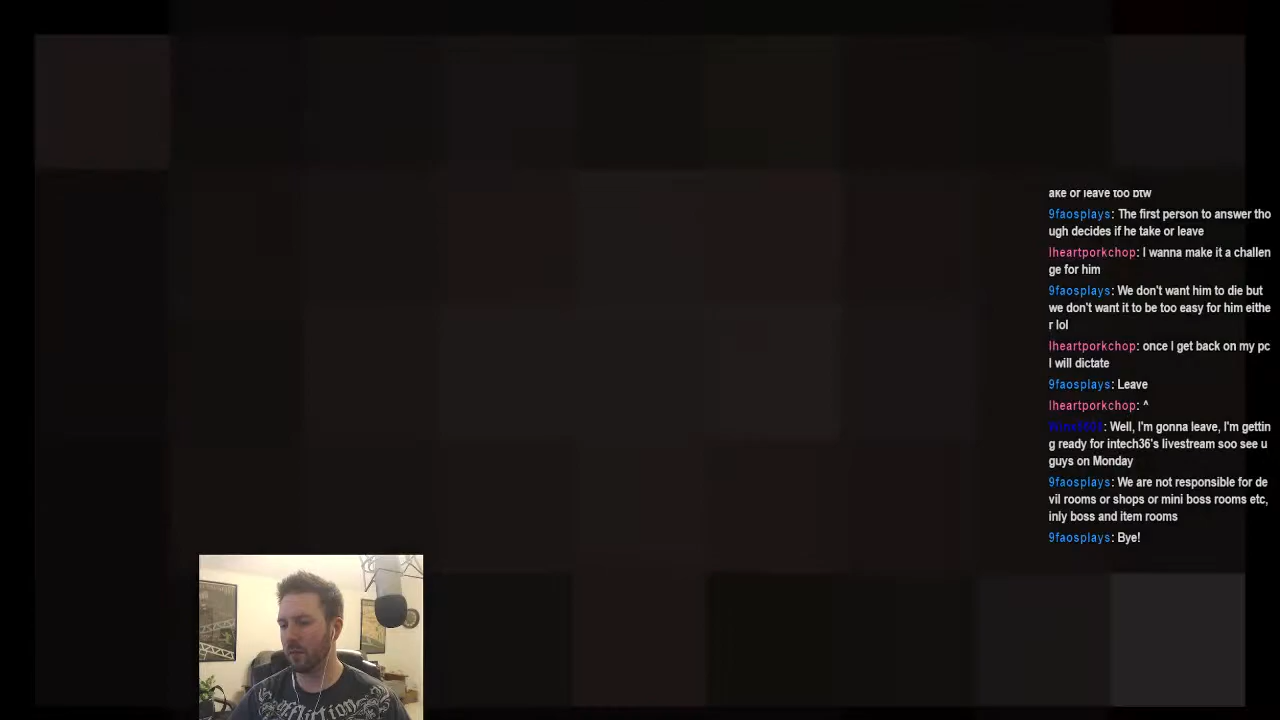 ake or leave too btw
9faosplays: The first person to answer tho
ugh decides if he take or leave
Iheartporkchop: I wanna make it a challen
ge for him
9faosplays: We don't want him to die but
we don't want it to be too easy for him eithe
r lol
Iheartporkchop: once I get back on my pc
I will dictate
9faosplays: Leave
Iheartporkchop: ^
: Well, I'm gonna leave, I'm gettin
g ready for intech36's livestream soo see u
guys on Monday
9faosplays: We are not responsible for de
vil rooms or shops or mini boss rooms etc,
inly boss and item rooms
9faosplays: Bye!
affliction